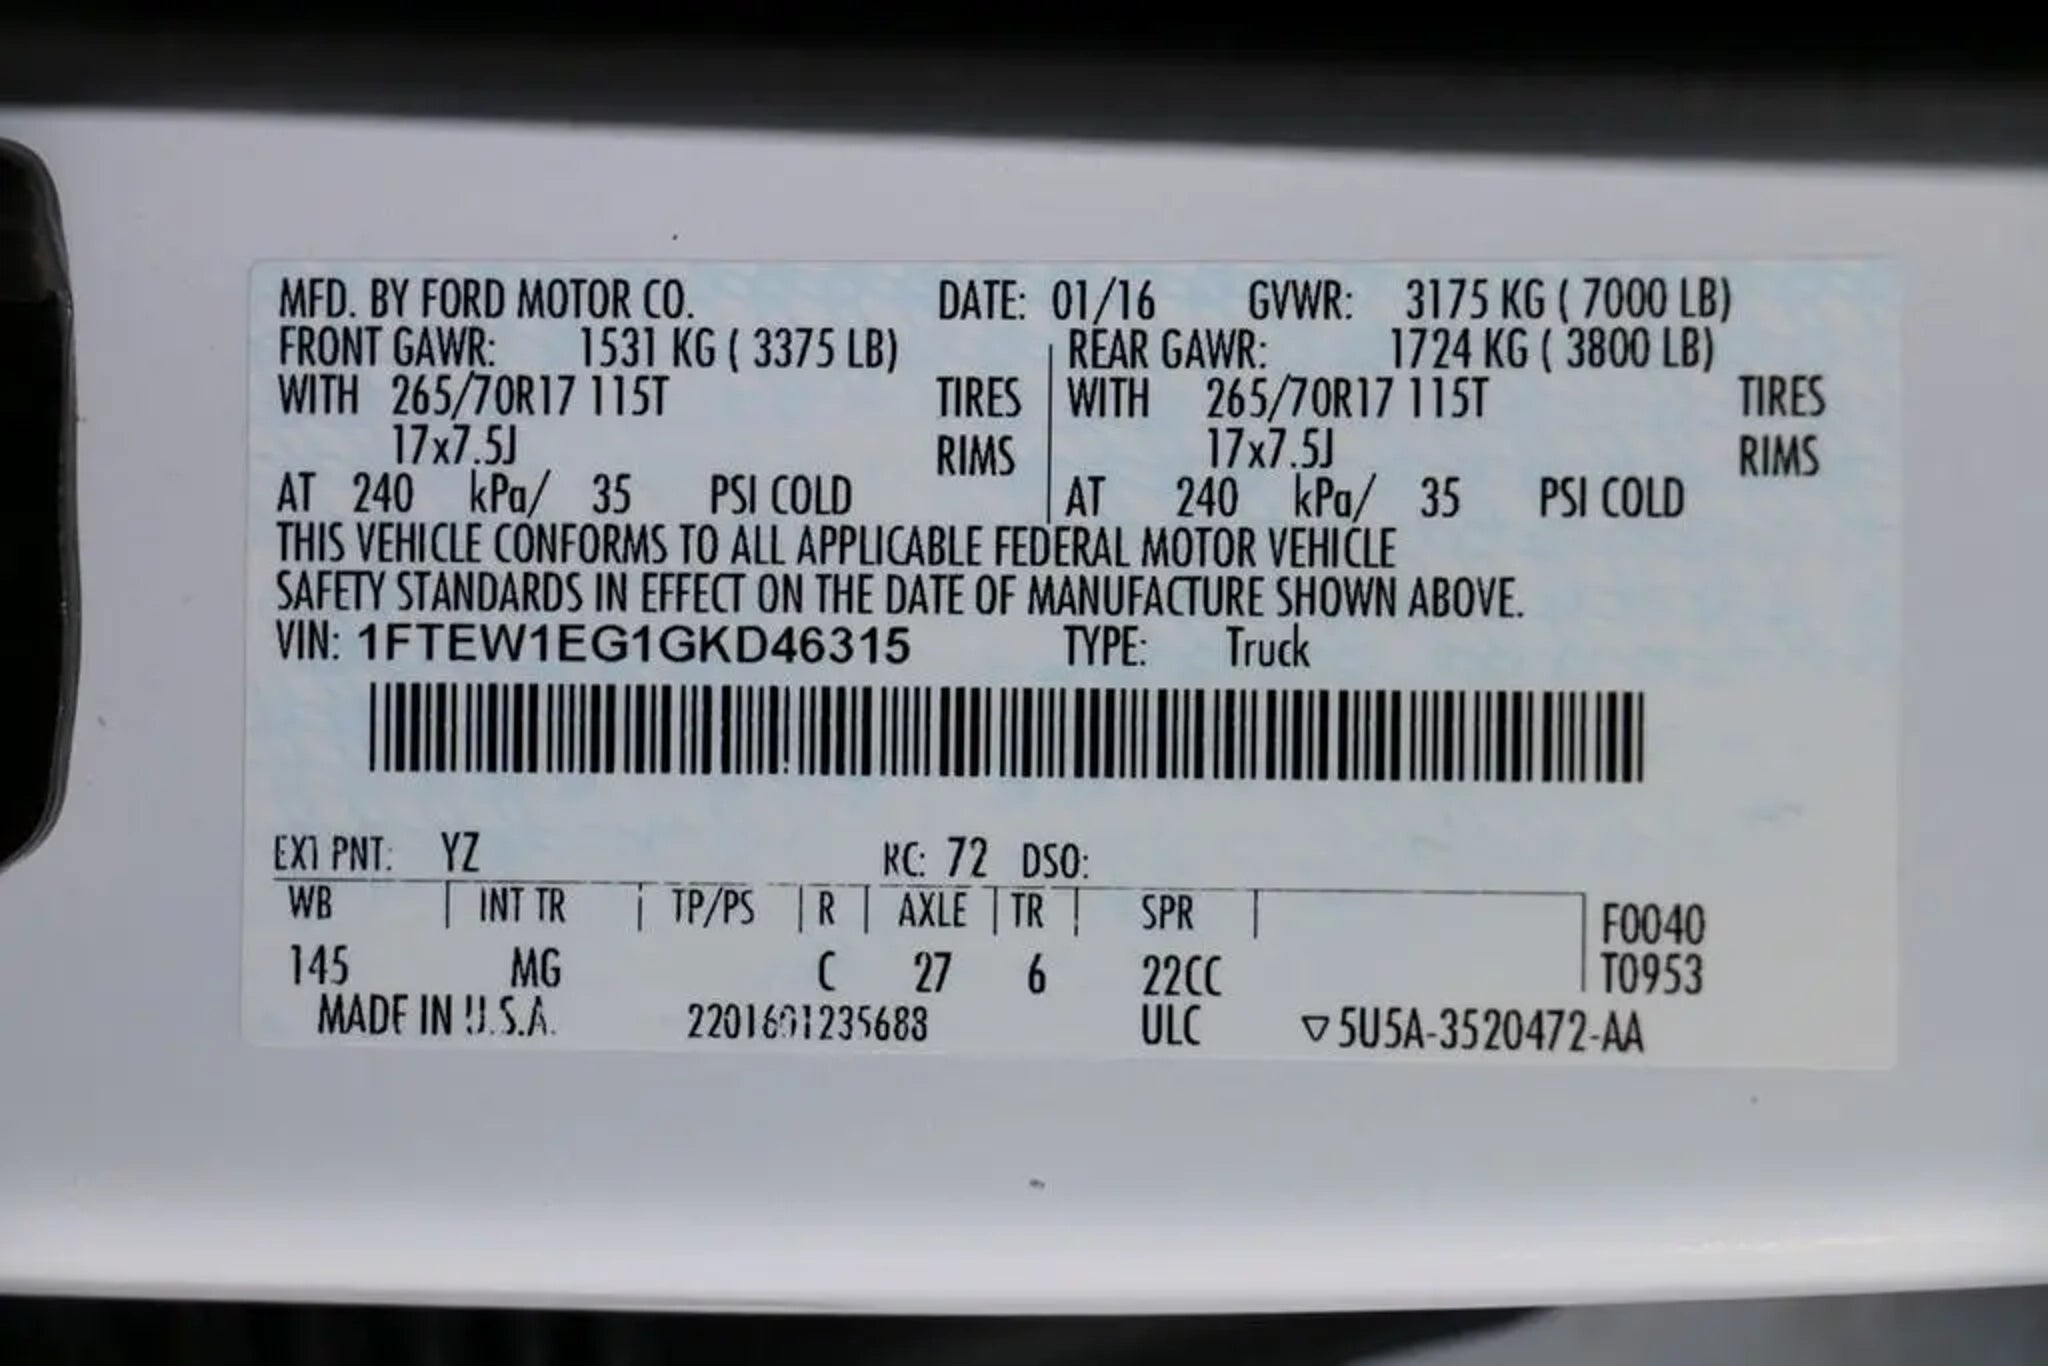 MFD. BY FORD MOTOR CO. DATE: 01/16 GVWR: 3175 KG ( 7000 LB)
FRONT GAWR: 1531 KG ( 3375 LB) REAR GAWR: 1724 KG ( 3800 LB)
WITH 265/70R17 115T TIRES WITH 265/70R17 115T TIRES
17x7.5J RIMS 17x7.5J RIMS
AT 240 kPa/ 35 PSI COLD AT 240 kPa/ 35 PSI COLD
THIS VEHICLE CONFORMS TO ALL APPLICABLE FEDERAL MOTOR VEHICLE
SAFETY STANDARDS IN EFFECT ON THE DATE OF MANUFACTURE SHOWN ABOVE.
VIN: 1FTEW1EG1GKD46315 TYPE: Truck
EXT PNT: YZ RC: 72 DSO:
WB INT TR TP/PS R AXLE TR SPR F0040
145 MG C 27 6 22CC T0953
MADE IN U.S.A. ULC ▽5U5A-3520472-AA